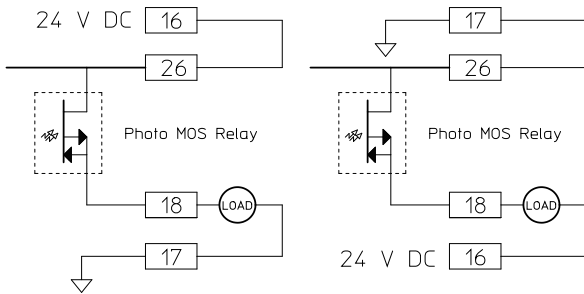 24 V DC 16
26
Photo MOS Relay
18 LOAD
17
17
26
Photo MOS Relay
18 LOAD
24 V DC 16